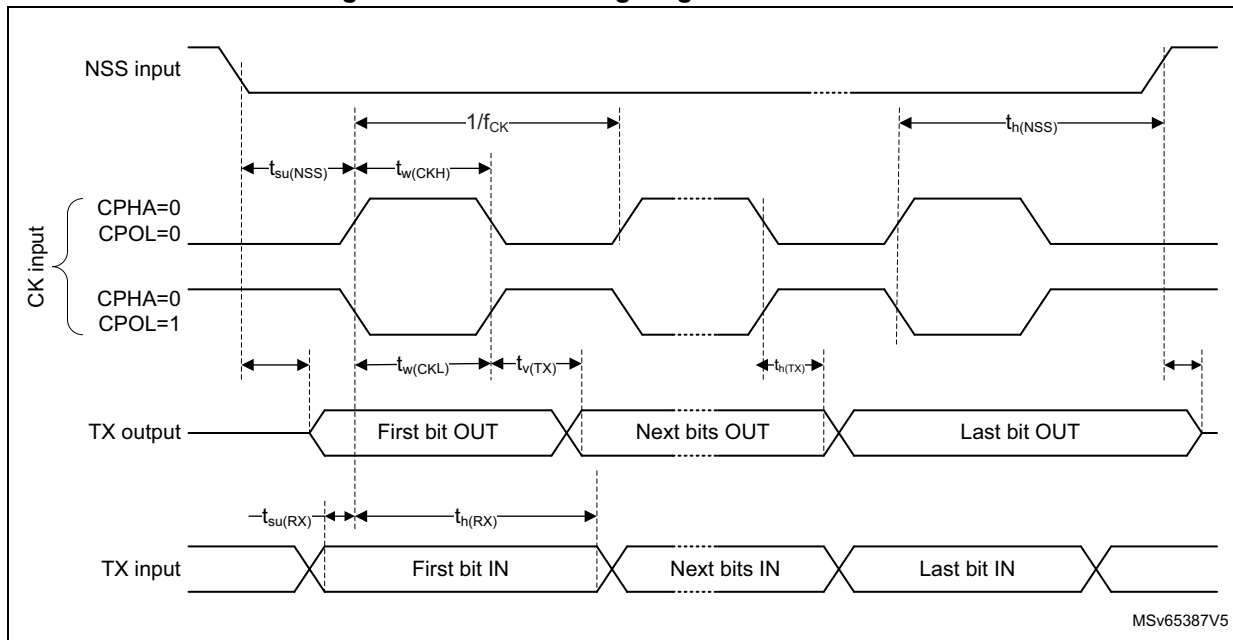 NSS input
1/fCK
th(NSS)
tsu(NSS)
tw(CKH)
CK input
CPHA=0
CPOL=0
CPHA=0
CPOL=1
tw(CKL)
tv(TX)
th(TX)
TX output
First bit OUT
Next bits OUT
Last bit OUT
tsu(RX)
th(RX)
TX input
First bit IN
Next bits IN
Last bit IN
MSv65387V5